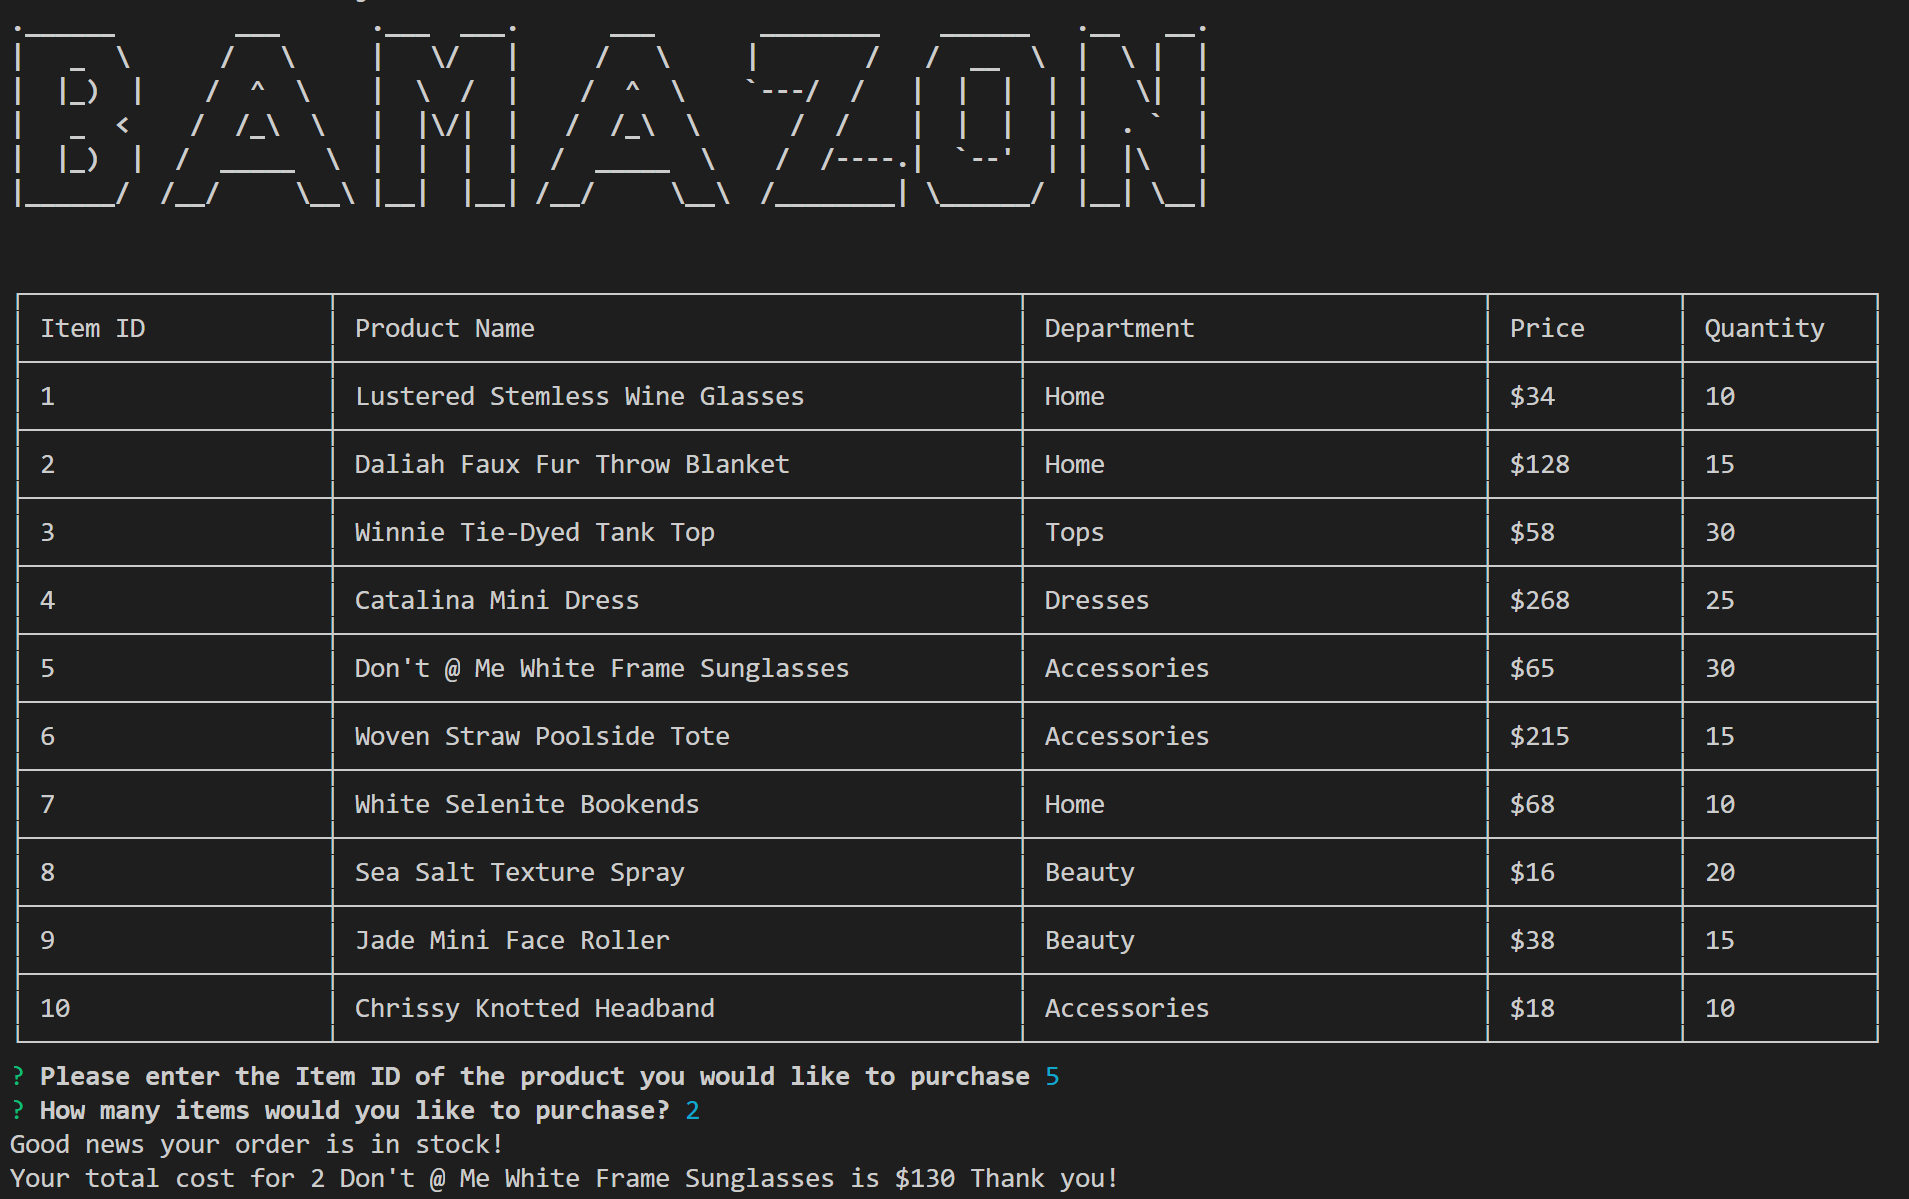 BAMAZON
Item ID Product Name Department Price Quantity
1 Lustered Stemless Wine Glasses Home $34 10
2 Daliah Faux Fur Throw Blanket Home $128 15
3 Winnie Tie-Dyed Tank Top Tops $58 30
4 Catalina Mini Dress Dresses $268 25
5 Don't @ Me White Frame Sunglasses Accessories $65 30
6 Woven Straw Poolside Tote Accessories $215 15
7 White Selenite Bookends Home $68 10
8 Sea Salt Texture Spray Beauty $16 20
9 Jade Mini Face Roller Beauty $38 15
10 Chrissy Knotted Headband Accessories $18 10
? Please enter the Item ID of the product you would like to purchase 5
? How many items would you like to purchase? 2
Good news your order is in stock!
Your total cost for 2 Don't @ Me White Frame Sunglasses is $130 Thank you!